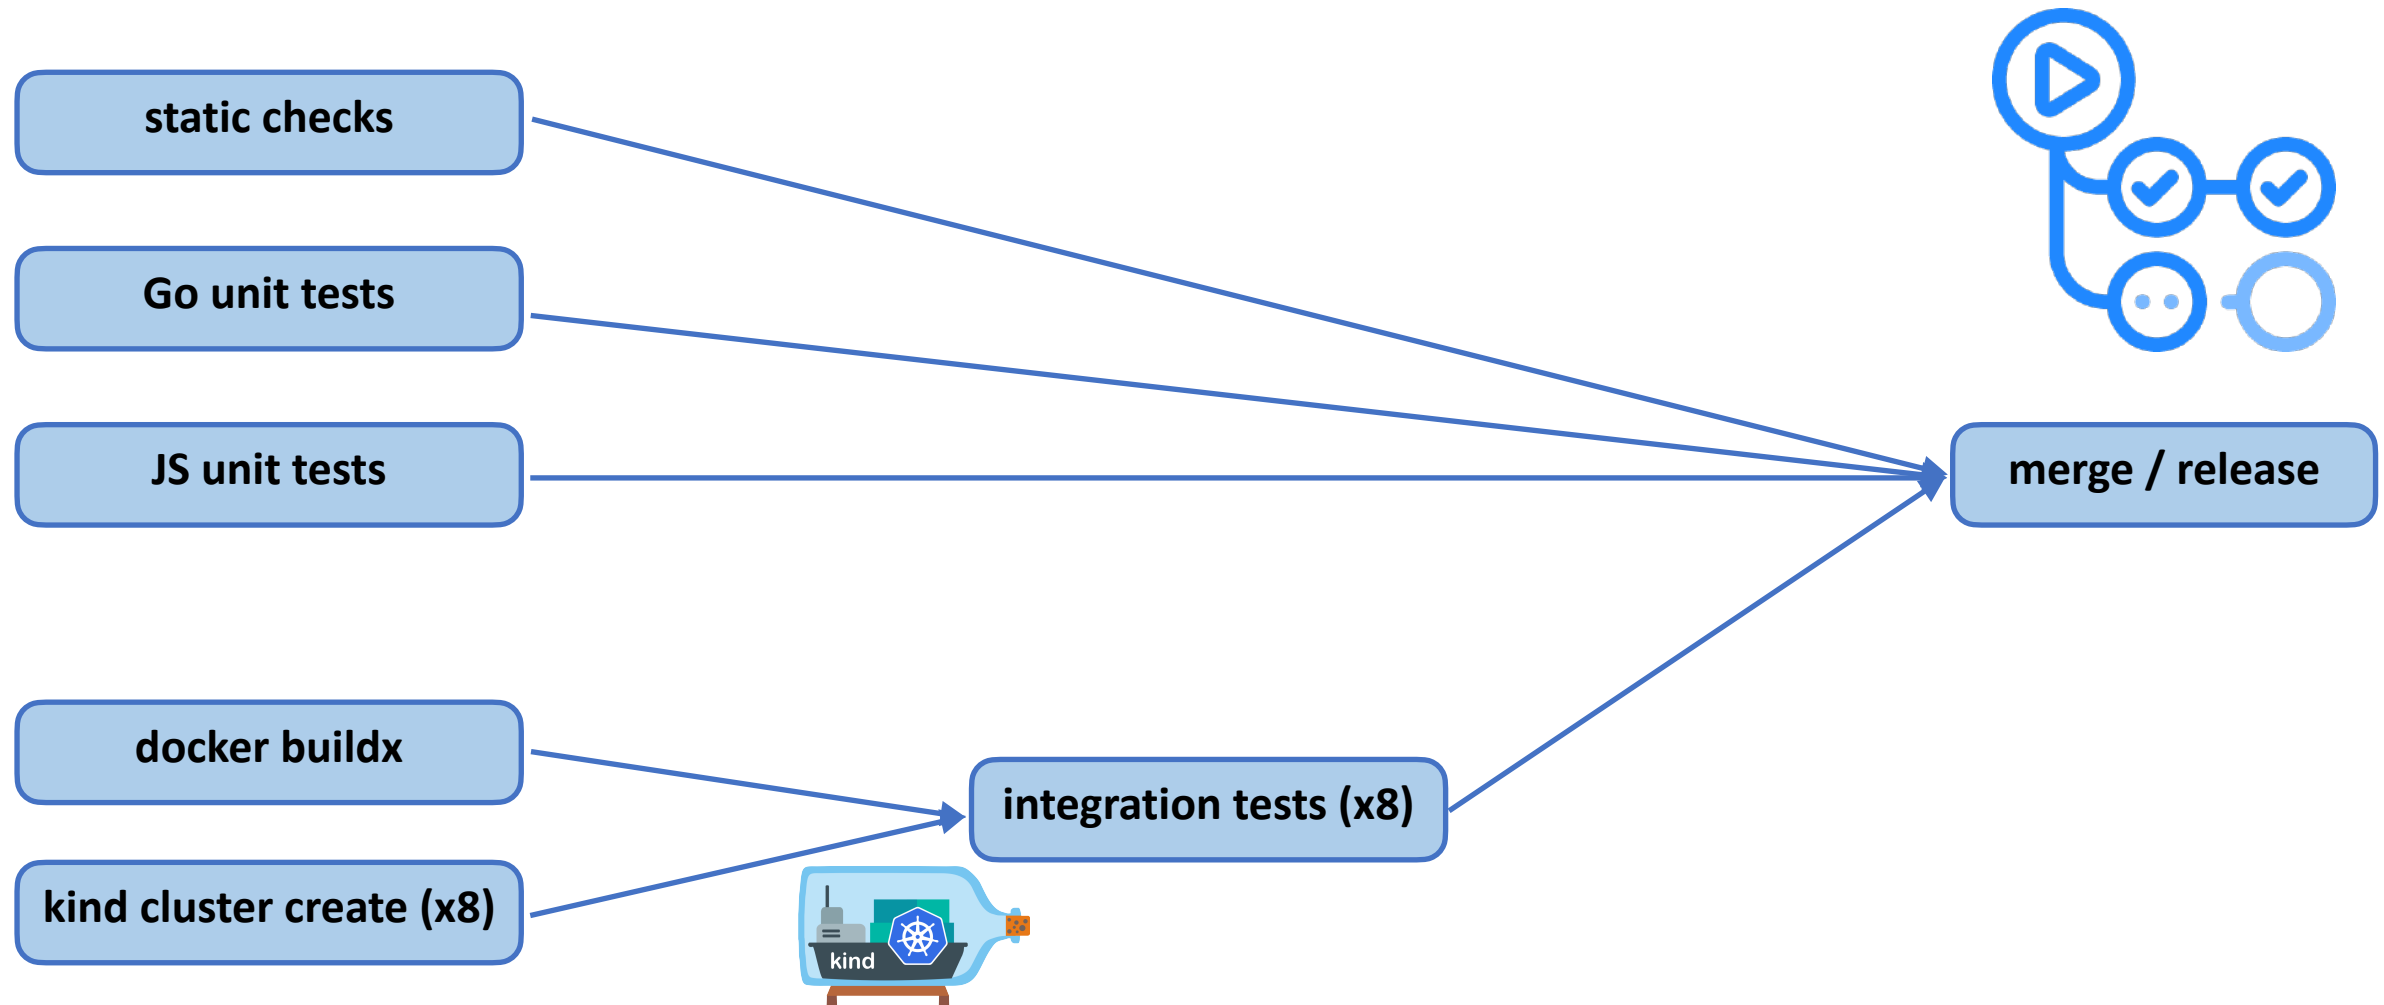 static checks
Go unit tests
JS unit tests
merge / release
docker buildx
integration tests (x8)
kind cluster create (x8)
kind